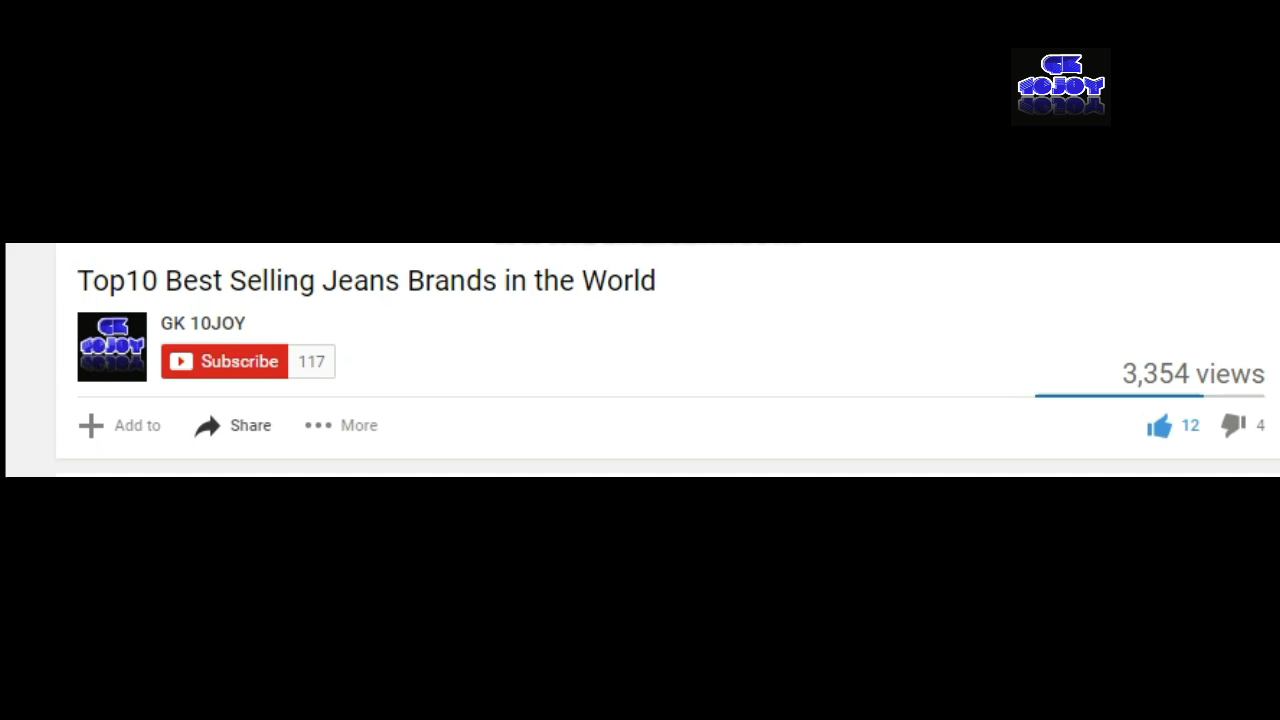 GK
10JOY
Top10 Best Selling Jeans Brands in the World
GK
10JOY
GK 10JOY
Subscribe 117
3,354 views
Add to Share More
12 4